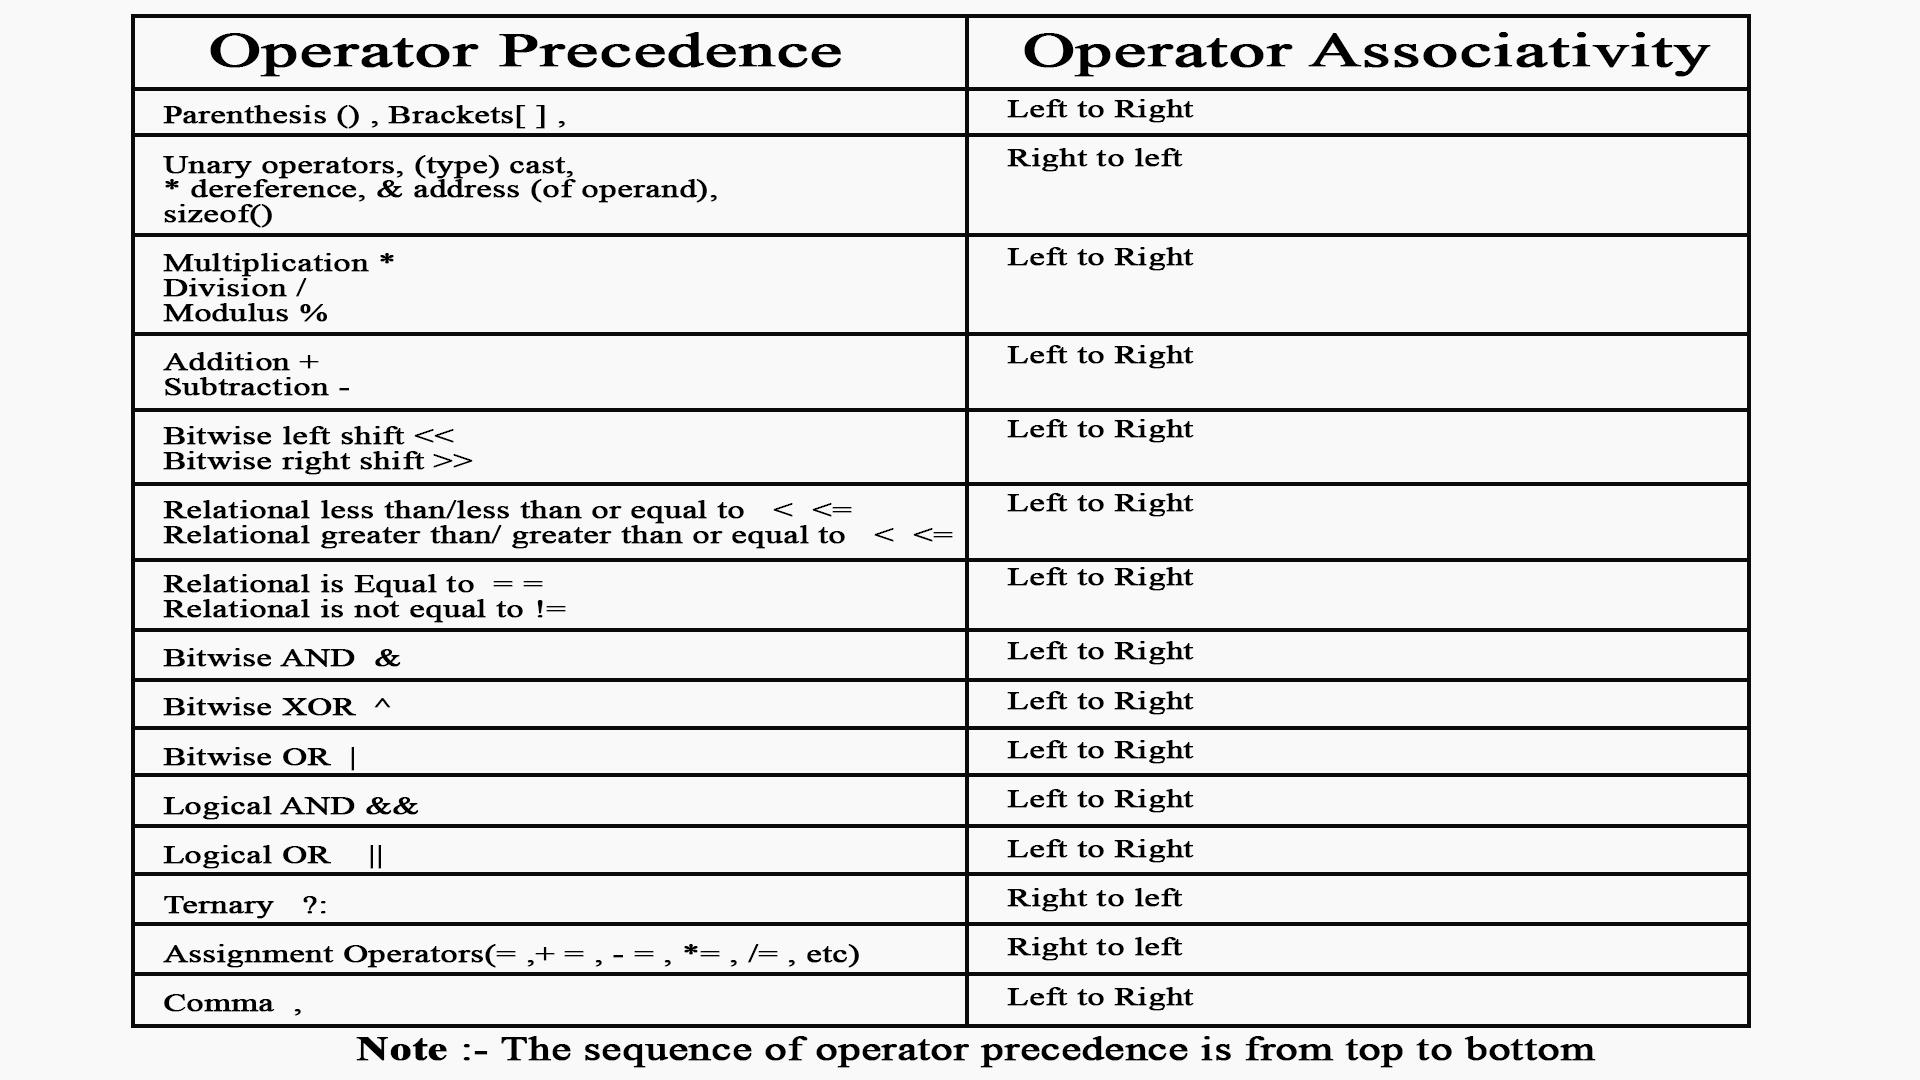 Operator Precedence
Operator Associativity
Parenthesis () , Brackets[ ] ,
Left to Right
Unary operators, (type) cast,
* dereference, & address (of operand),
sizeof()
Right to left
Multiplication *
Division /
Modulus %
Left to Right
Addition +
Subtraction -
Left to Right
Bitwise left shift <<
Bitwise right shift >>
Left to Right
Relational less than/less than or equal to < <=
Relational greater than/ greater than or equal to < <=
Left to Right
Relational is Equal to = =
Relational is not equal to !=
Left to Right
Bitwise AND &
Left to Right
Bitwise XOR ^
Left to Right
Bitwise OR |
Left to Right
Logical AND &&
Left to Right
Logical OR ||
Left to Right
Ternary ?:
Right to left
Assignment Operators(= ,+ = , - = , *= , /= , etc)
Right to left
Comma ,
Left to Right
Note :- The sequence of operator precedence is from top to bottom